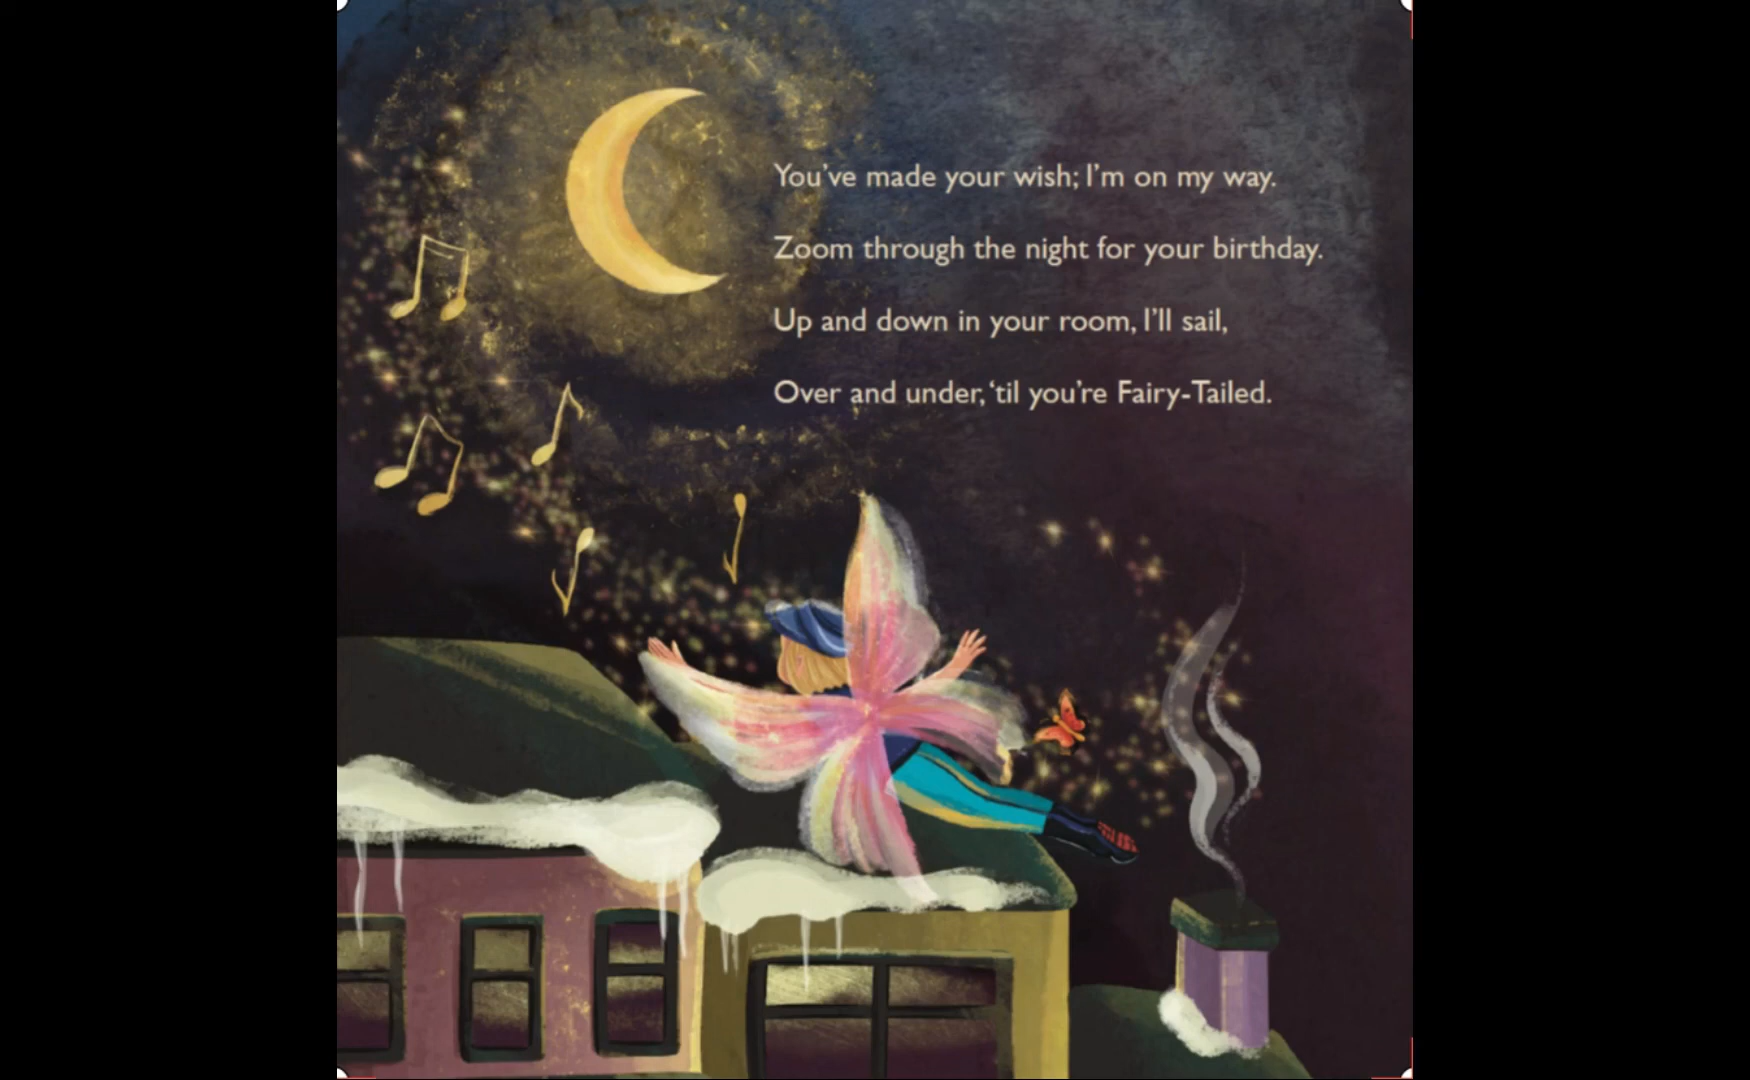 You've made your wish; I'm on my way.
Zoom through the night for your birthday.
Up and down in your room, I'll sail,
Over and under, ‘til you're Fairy-Tailed.